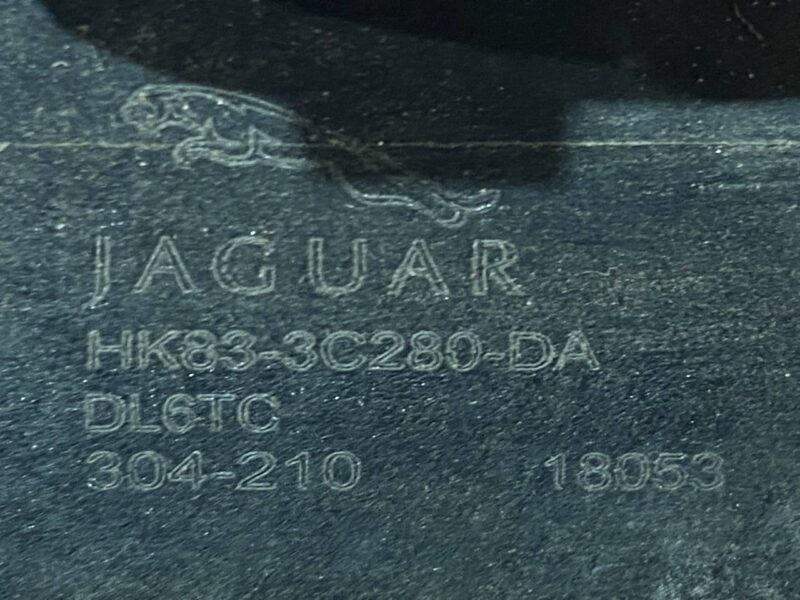 JAGUAR
HK83-3C280-DA
DL6TC
304-210 18053